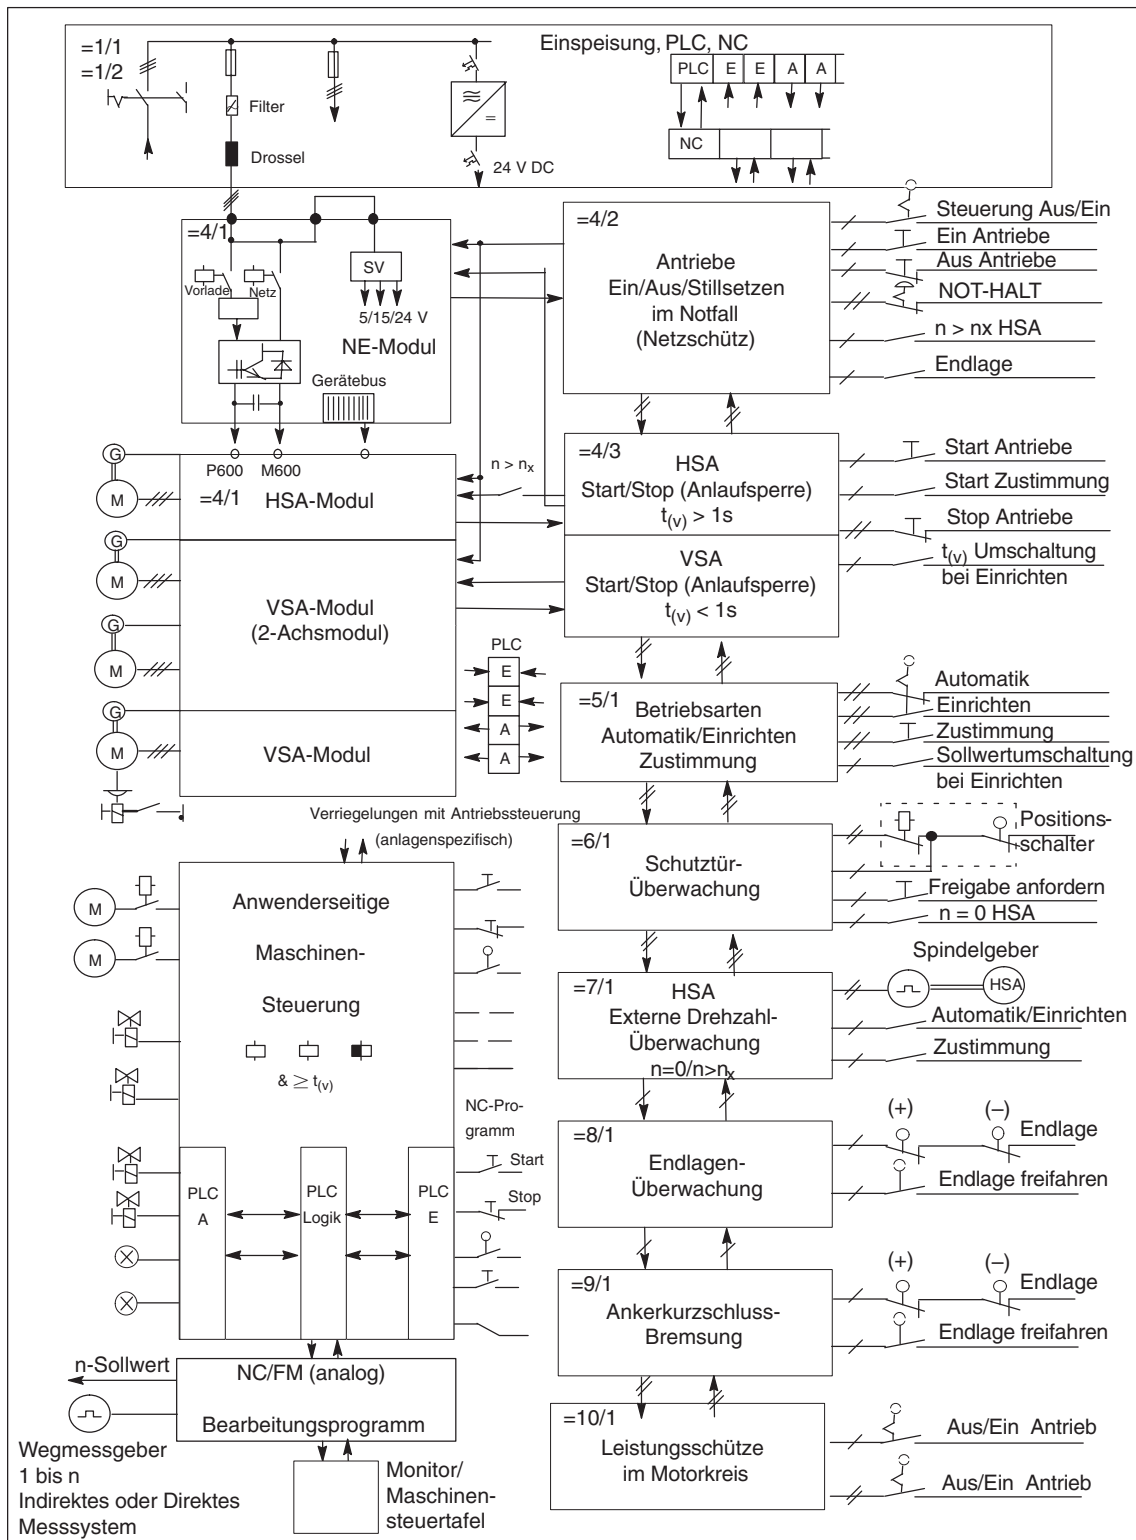 =1/1
=1/2
Einspeisung, PLC, NC
PLC E E A A
Filter
NC
Drossel
24 V DC
=4/1
SV
Vorlade Netz
5/15/24 V
NE-Modul
Gerätebus
=4/2
Antriebe
Ein/Aus/Stillsetzen
im Notfall
(Netzschütz)
Steuerung Aus/Ein
Ein Antriebe
Aus Antriebe
NOT-HALT
n > nx HSA
Endlage
P600 M600
G
M
=4/1
HSA-Modul
n > nx
=4/3
HSA
Start/Stop (Anlaufsperre)
t(v) > 1s
Start Antriebe
Start Zustimmung
Stop Antriebe
t(v) Umschaltung
bei Einrichten
G
M
VSA-Modul
(2-Achsmodul)
G
M
VSA
Start/Stop (Anlaufsperre)
t(v) < 1s
PLC
E
E
A
A
G
M
VSA-Modul
=5/1
Betriebsarten
Automatik/Einrichten
Zustimmung
Automatik
Einrichten
Zustimmung
Sollwertumschaltung
bei Einrichten
Verriegelungen mit Antriebssteuerung
(anlagenspezifisch)
=6/1
Schutztür-
Überwachung
Positions-
schalter
Freigabe anfordern
n = 0 HSA
M
M
Anwenderseitige
Maschinen-
Steuerung
& ≥ t(v)
=7/1
HSA
Externe Drehzahl-
Überwachung
n=0/n>nx
Spindelgeber
HSA
Automatik/Einrichten
Zustimmung
NC-Pro-
gramm
Start
Stop
PLC
A
PLC
Logik
PLC
E
=8/1
Endlagen-
Überwachung
(+) (–)
Endlage
Endlage freifahren
=9/1
Ankerkurzschluss-
Bremsung
(+) (–)
Endlage
Endlage freifahren
n-Sollwert
NC/FM (analog)
Bearbeitungsprogramm
Wegmessgeber
1 bis n
Indirektes oder Direktes
Messsystem
Monitor/
Maschinen-
steuertafel
=10/1
Leistungsschütze
im Motorkreis
Aus/Ein Antrieb
Aus/Ein Antrieb